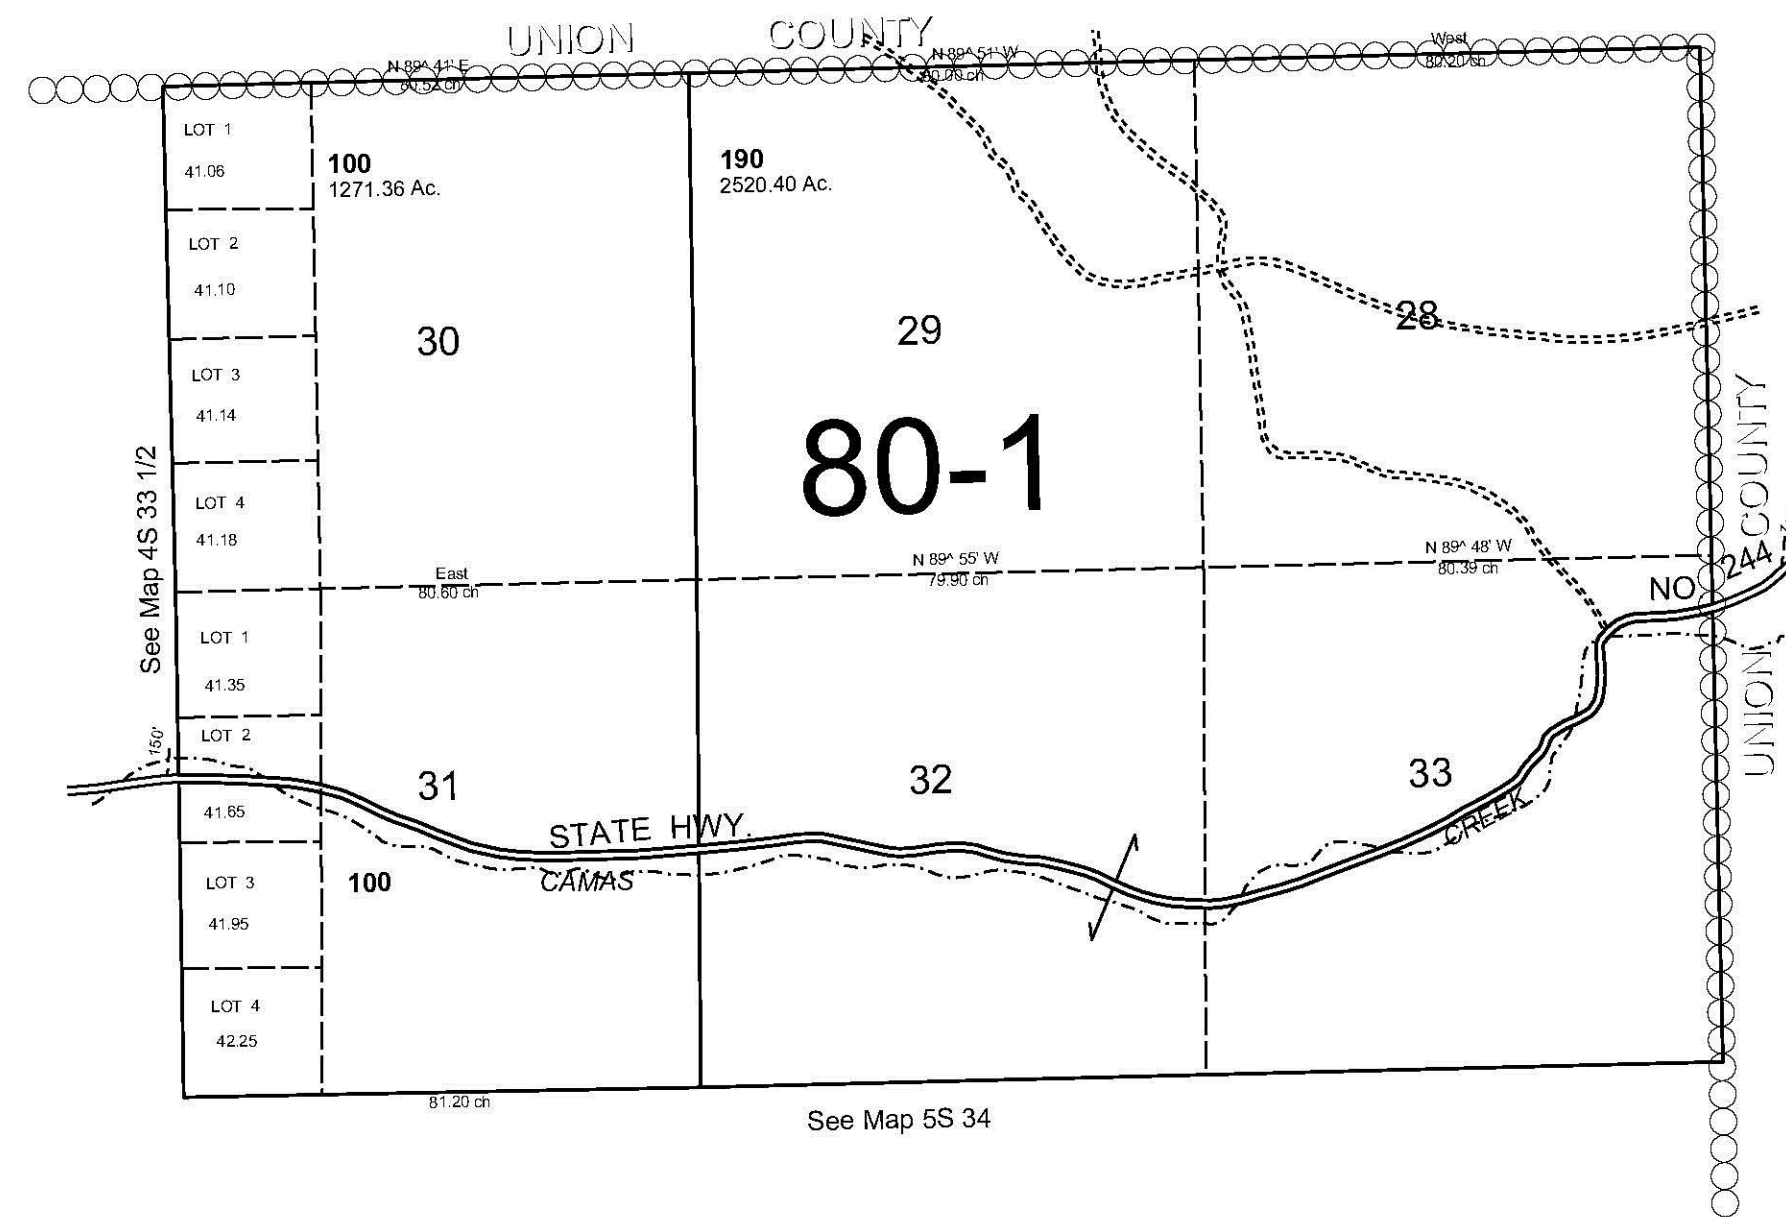 UNION COUNTY
N 89^ 41' E
80.52 ch
N 89^ 51' W
80.00 ch
West
80.20 ch
LOT 1
41.06
100
1271.36 Ac.
190
2520.40 Ac.
LOT 2
41.10
30
29
28
LOT 3
41.14
80-1
LOT 4
41.18
See Map 4S 33 1/2
COUNTY
UNION
East
80.60 ch
N 89^ 55' W
79.90 ch
N 89^ 48' W
80.39 ch
NO 244
LOT 1
41.35
LOT 2
150'
41.65
31
32
33
STATE HWY.
CAMAS
CREEK
LOT 3
41.95
100
LOT 4
42.25
81.20 ch
See Map 5S 34